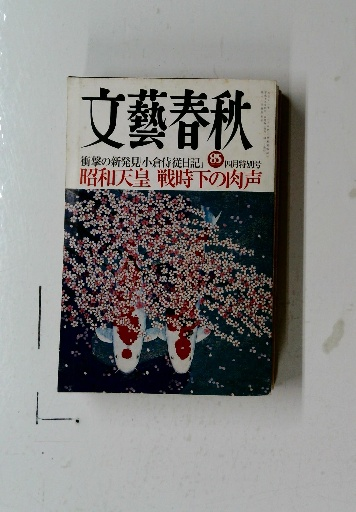 文藝春秋
衝撃の新発見「小倉侍従日記」
85 四月特別号
昭和天皇 戦時下の肉声